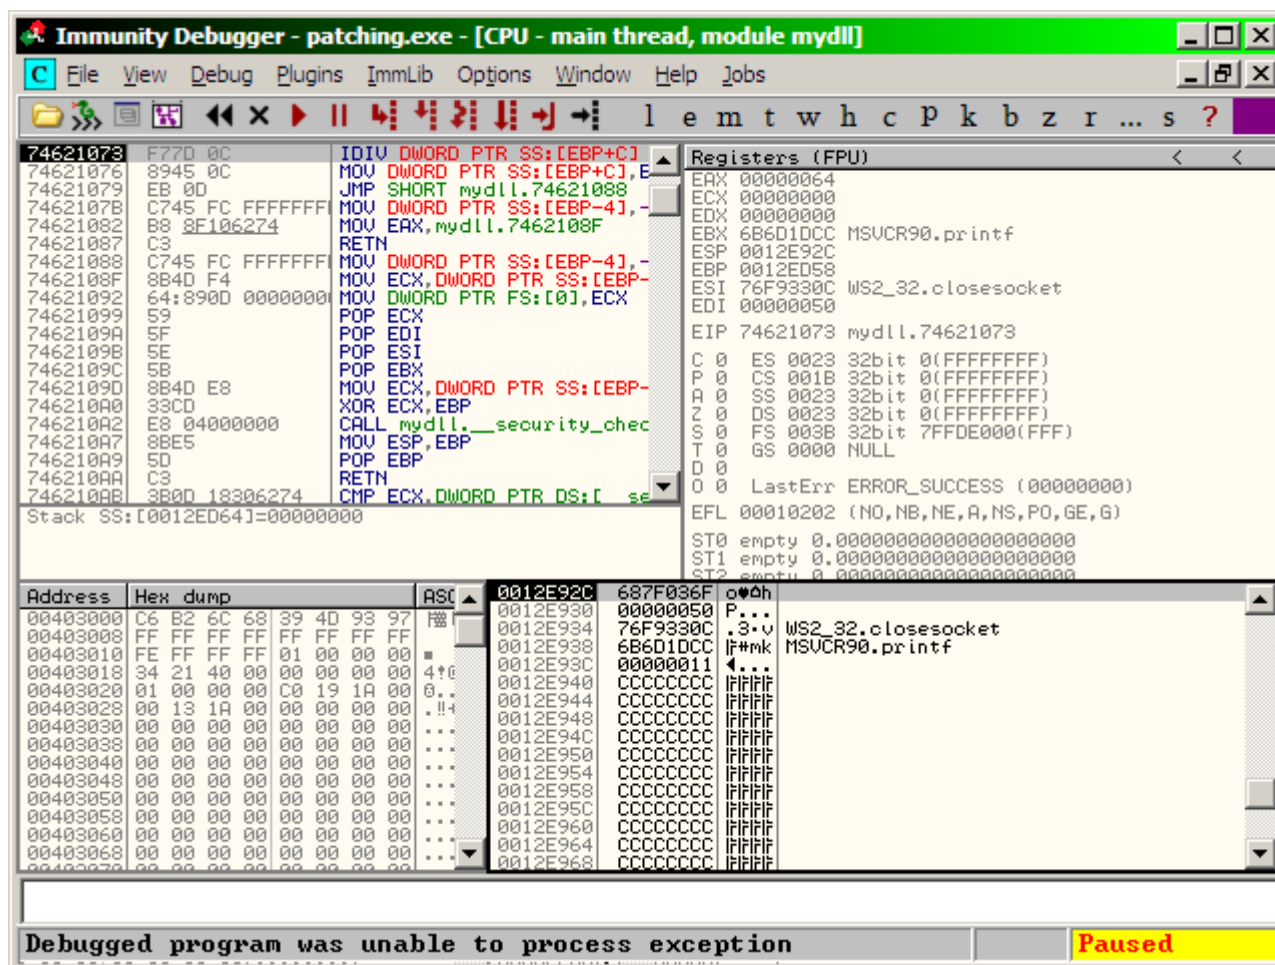 Immunity Debugger - patching.exe - [CPU - main thread, module mydll]
C File View Debug Plugins ImmLib Options Window Help Jobs
l e m t w h c p k b z r ... s ?
74621073 F77D 0C IDIV DWORD PTR SS:[EBP+C]
74621076 8945 0C MOV DWORD PTR SS:[EBP+C],E
74621079 EB 0D JMP SHORT mydll.74621088
7462107B C745 FC FFFFFFF MOV DWORD PTR SS:[EBP-4],-
74621082 B8 8F106274 MOV EAX,mydll.7462108F
74621087 C3 RETN
74621088 C745 FC FFFFFFF MOV DWORD PTR SS:[EBP-4],-
7462108F 8B4D F4 MOV ECX,DWORD PTR SS:[EBP-
74621092 64:890D 0000000 MOV DWORD PTR FS:[0],ECX
74621099 59 POP ECX
7462109A 5F POP EDI
7462109B 5E POP ESI
7462109C 5B POP EBX
7462109D 8B4D E8 MOV ECX,DWORD PTR SS:[EBP-
746210A0 33CD XOR ECX,EBP
746210A2 E8 04000000 CALL mydll.__security_chec
746210A7 8BE5 MOV ESP,EBP
746210A9 5D POP EBP
746210AA C3 RETN
746210AB 3B0D 18306274 CMP ECX,DWORD PTR DS:[__se
Stack SS:[0012ED64]=00000000
Registers (FPU) < <
EAX 00000064
ECX 00000000
EDX 00000000
EBX 6B6D1DCC MSVCR90.printf
ESP 0012E92C
EBP 0012ED58
ESI 76F9330C WS2_32.closesocket
EDI 00000050
EIP 74621073 mydll.74621073
C 0 ES 0023 32bit 0(FFFFFFFF)
P 0 CS 001B 32bit 0(FFFFFFFF)
A 0 SS 0023 32bit 0(FFFFFFFF)
Z 0 DS 0023 32bit 0(FFFFFFFF)
S 0 FS 003B 32bit 7FFDE000(FFF)
T 0 GS 0000 NULL
D 0
O 0 LastErr ERROR_SUCCESS (00000000)
EFL 00010202 (NO,NB,NE,A,NS,PO,GE,G)
ST0 empty 0.0000000000000000000
ST1 empty 0.0000000000000000000
ST2 empty 0.0000000000000000000
Address Hex dump ASC
00403000 C6 B2 6C 68 39 4D 93 97
00403008 FF FF FF FF FF FF FF FF
00403010 FE FF FF FF 01 00 00 00
00403018 34 21 40 00 00 00 00 00 4!@
00403020 01 00 00 00 C0 19 1A 00
00403028 00 13 1A 00 00 00 00 00
00403030 00 00 00 00 00 00 00 00 ...
00403038 00 00 00 00 00 00 00 00 ...
00403040 00 00 00 00 00 00 00 00 ...
00403048 00 00 00 00 00 00 00 00 ...
00403050 00 00 00 00 00 00 00 00 ...
00403058 00 00 00 00 00 00 00 00 ...
00403060 00 00 00 00 00 00 00 00 ...
00403068 00 00 00 00 00 00 00 00 ...
0012E92C 687F036F o♥⌂h
0012E930 00000050 P...
0012E934 76F9330C .3·v WS2_32.closesocket
0012E938 6B6D1DCC ╠↔mk MSVCR90.printf
0012E93C 00000011 ◄...
0012E940 CCCCCCCC ╠╠╠╠
0012E944 CCCCCCCC ╠╠╠╠
0012E948 CCCCCCCC ╠╠╠╠
0012E94C CCCCCCCC ╠╠╠╠
0012E950 CCCCCCCC ╠╠╠╠
0012E954 CCCCCCCC ╠╠╠╠
0012E958 CCCCCCCC ╠╠╠╠
0012E95C CCCCCCCC ╠╠╠╠
0012E960 CCCCCCCC ╠╠╠╠
0012E964 CCCCCCCC ╠╠╠╠
0012E968 CCCCCCCC ╠╠╠╠
Debugged program was unable to process exception Paused